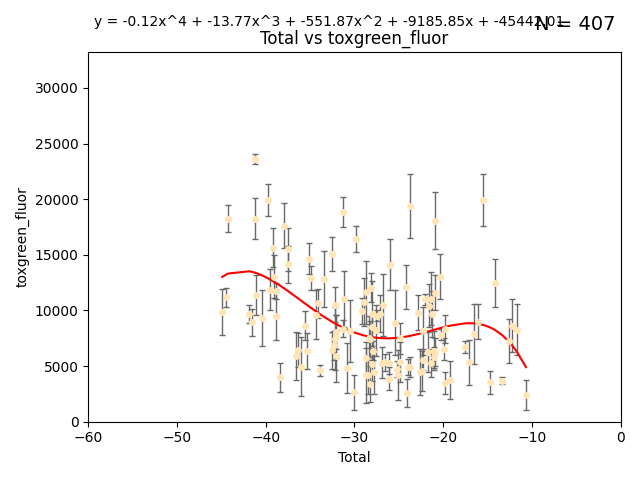 y = -0.12x^4 + -13.77x^3 + -551.87x^2 + -9185.85x + -45442.01
N = 407
Total vs toxgreen_fluor
toxgreen_fluor
30000
25000
20000
15000
10000
5000
0
−60 −50 −40 −30 −20 −10 0
Total